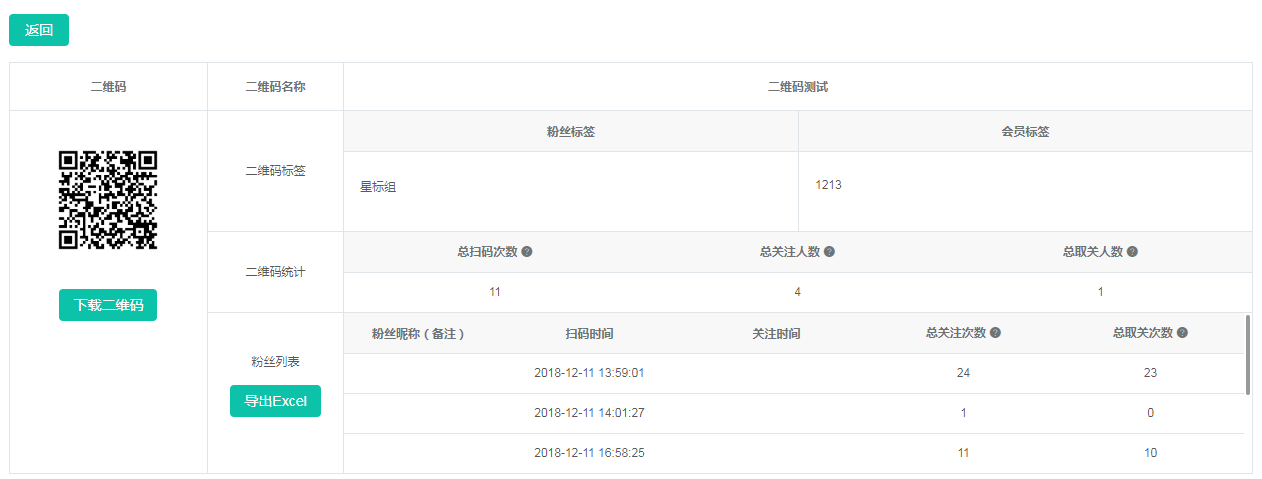 返回
二维码 二维码名称 二维码测试
粉丝标签 会员标签
二维码标签
星标组 1213
总扫码次数 ? 总关注人数 ? 总取关人数 ?
二维码统计
11 4 1
下载二维码
粉丝昵称（备注） 扫码时间 关注时间 总关注次数 ? 总取关次数 ?
粉丝列表
2018-12-11 13:59:01 24 23
导出Excel
2018-12-11 14:01:27 1 0
2018-12-11 16:58:25 11 10